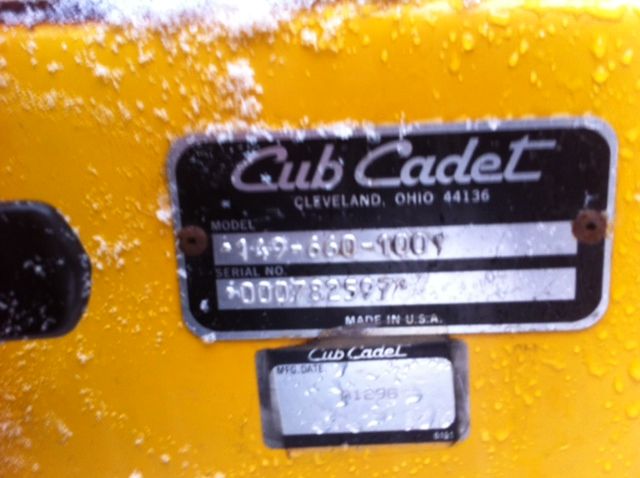 Cub Cadet
CLEVELAND, OHIO 44136
MODEL
*149-660-100*
SERIAL NO.
MADE IN U.S.A.
Cub Cadet
MFG. DATE